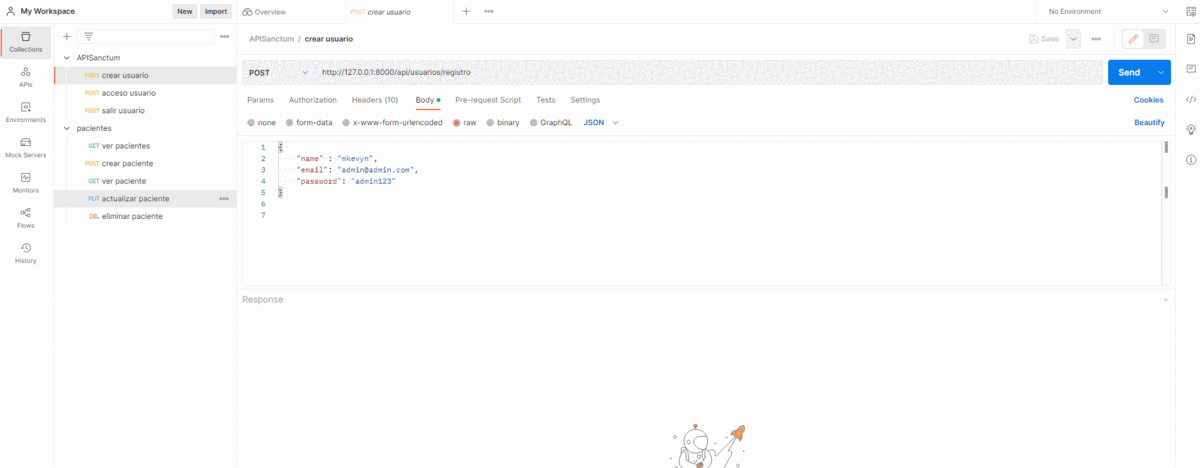 My Workspace
New
Import
Overview
POST crear usuario
No Environment
Collections
APIs
Environments
Mock Servers
Monitors
Flows
History
APISanctum
POST crear usuario
POST acceso usuario
POST salir usuario
pacientes
GET ver pacientes
POST crear paciente
GET ver paciente
PUT actualizar paciente
DEL eliminar paciente
APISanctum / crear usuario
Save
POST
http://127.0.0.1:8000/api/usuarios/registro
Send
Params Authorization Headers (10) Body Pre-request Script Tests Settings
Cookies
none form-data x-www-form-urlencoded raw binary GraphQL JSON
Beautify
1 {
2 "name" : "mkevyn",
3 "email": "admin@admin.com",
4 "password": "admin123"
5 }
6
7
Response